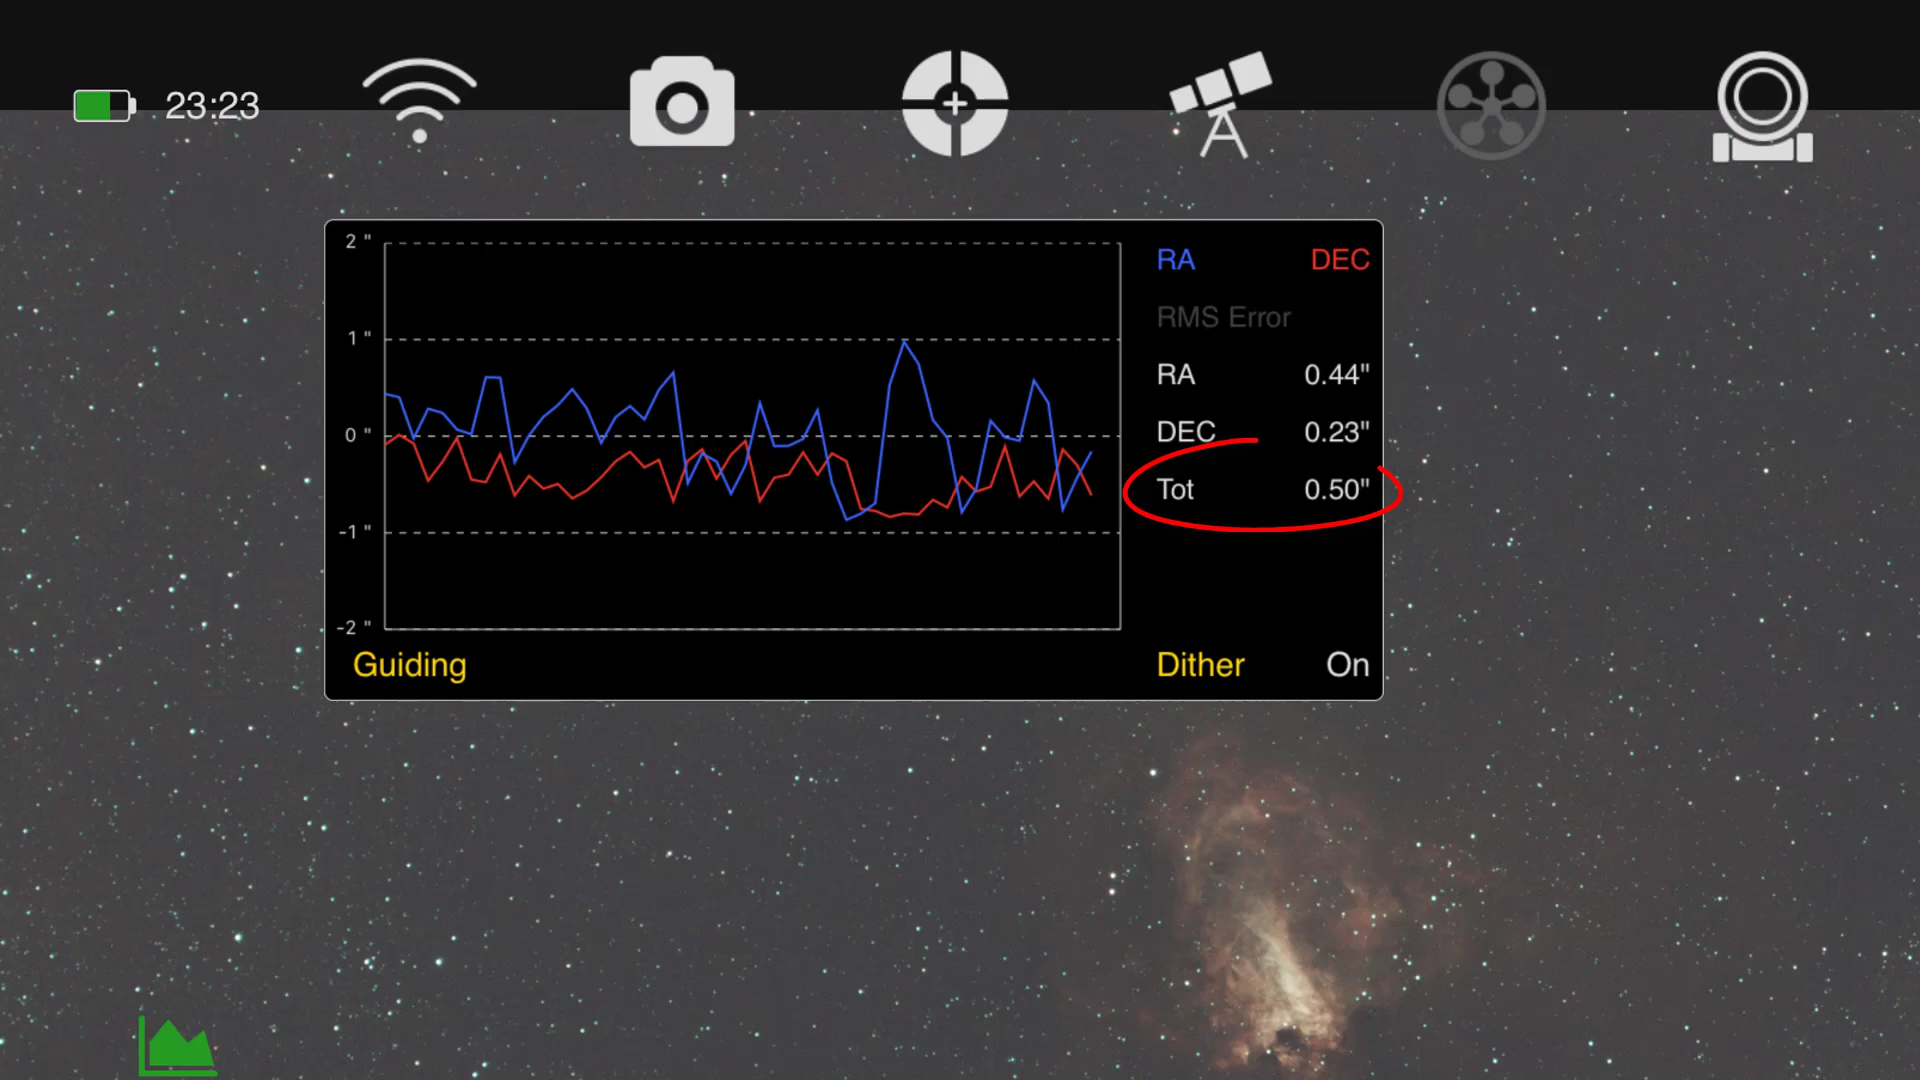 23:23
2 "
1 "
0 "
-1 "
-2 "
RA DEC
RMS Error
RA 0.44"
DEC 0.23"
Tot 0.50"
Guiding
Dither On